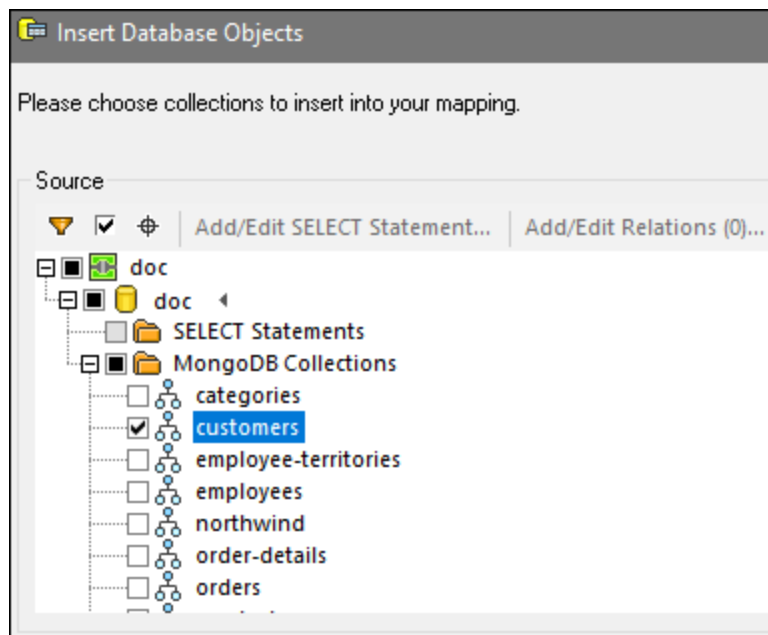 Insert Database Objects
Please choose collections to insert into your mapping.
Source
Add/Edit SELECT Statement... Add/Edit Relations (0)...
doc
doc
SELECT Statements
MongoDB Collections
categories
customers
employee-territories
employees
northwind
order-details
orders